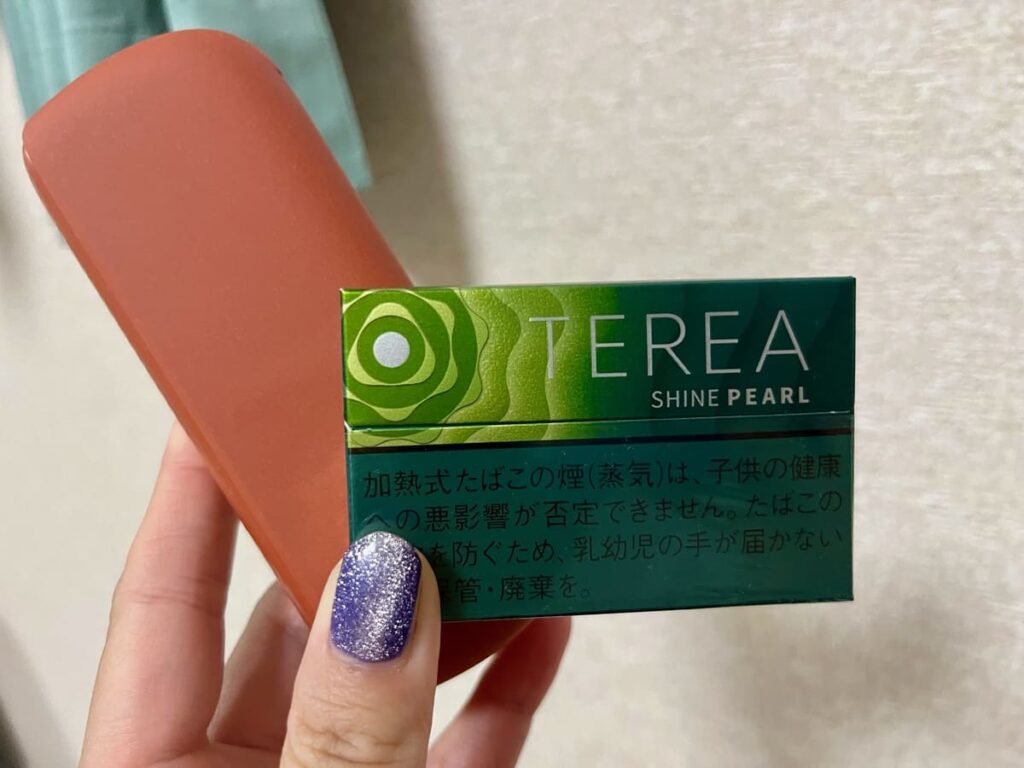 TEREA
SHINE PEARL
加熱式たばこの煙(蒸気)は、子供の健康
への悪影響が否定できません。たばこの
を防ぐため、乳幼児の手が届かない
管・廃棄を。